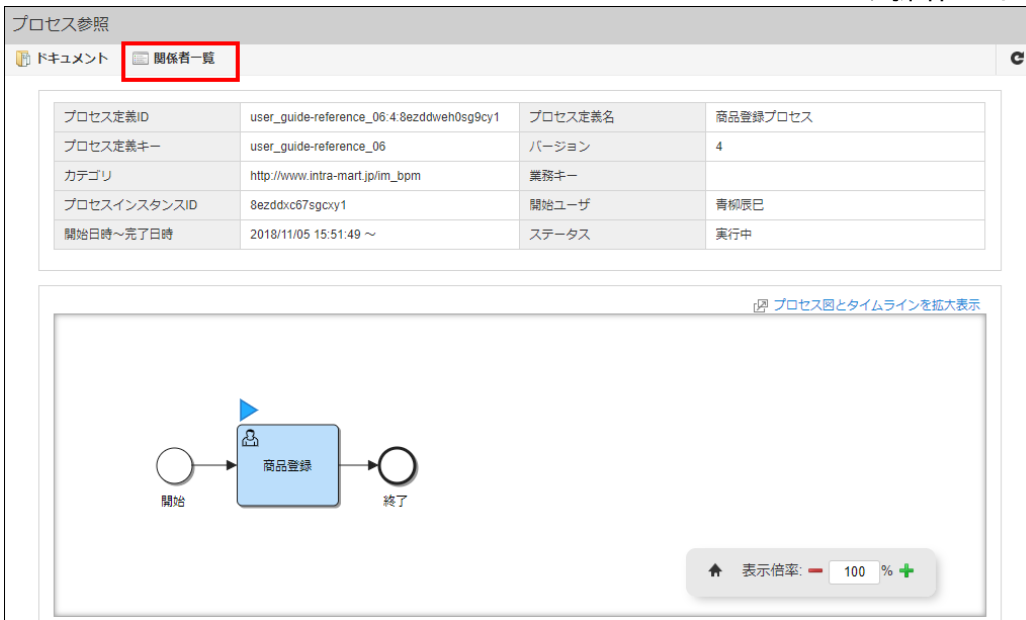 プロセス参照
ドキュメント 関係者一覧
プロセス定義ID user_guide-reference_06:4:8ezddweh0sg9cy1 プロセス定義名 商品登録プロセス
プロセス定義キー user_guide-reference_06 バージョン 4
カテゴリ http://www.intra-mart.jp/im_bpm 業務キー
プロセスインスタンスID 8ezddxc67sgcxy1 開始ユーザ 青柳辰巳
開始日時～完了日時 2018/11/05 15:51:49 ～ ステータス 実行中
プロセス図とタイムラインを拡大表示
商品登録
開始 終了
表示倍率: 100 %